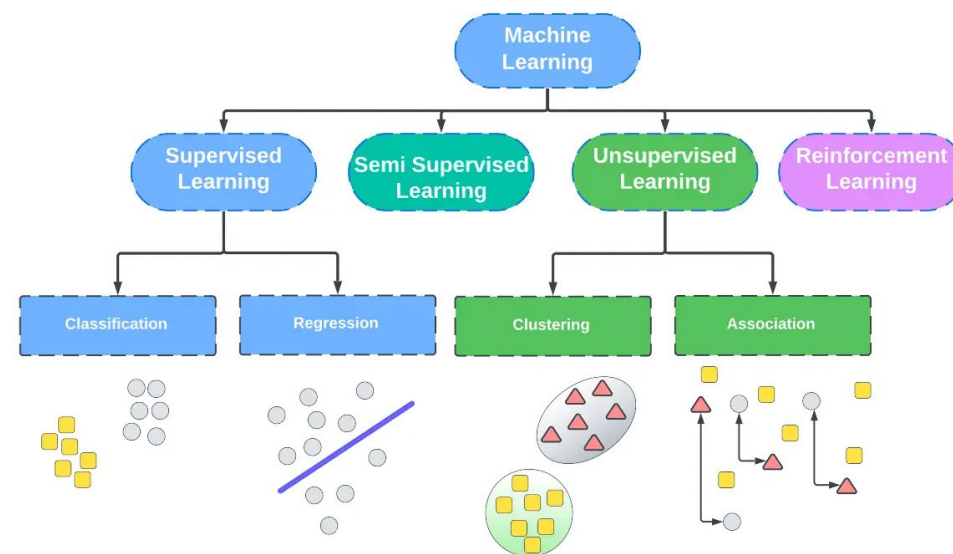 Machine
Learning
Supervised
Learning
Semi Supervised
Learning
Unsupervised
Learning
Reinforcement
Learning
Classification
Regression
Clustering
Association